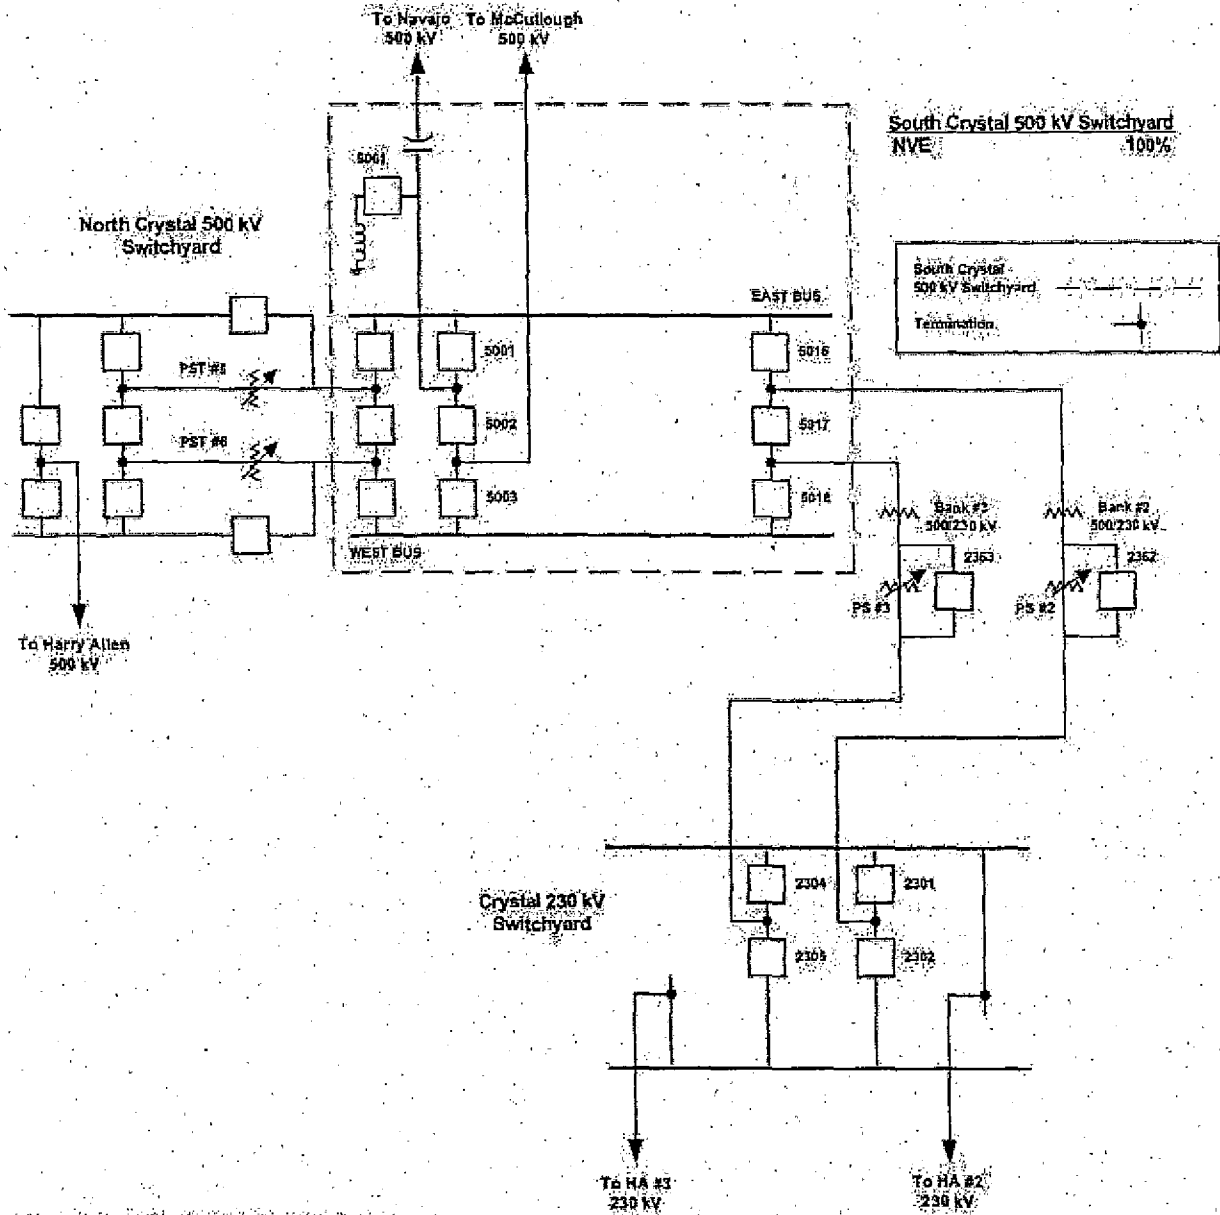 To Navajo
500 kV
To McCullough
500 kV
South Crystal 500 kV Switchyard
NVE 100%
North Crystal 500 kV
Switchyard
South Crystal
500 kV Switchyard
Termination
EAST BUS
5001
5015
PST #5
5002
5017
PST #6
5003
5018
WEST BUS
Bank #3
500/230 kV
Bank #2
500/230 kV
2363
2362
PS #3
PS #2
To Harry Allen
500 kV
Crystal 230 kV
Switchyard
2304
2301
2305
2302
To HA #3
230 kV
To HA #2
230 kV